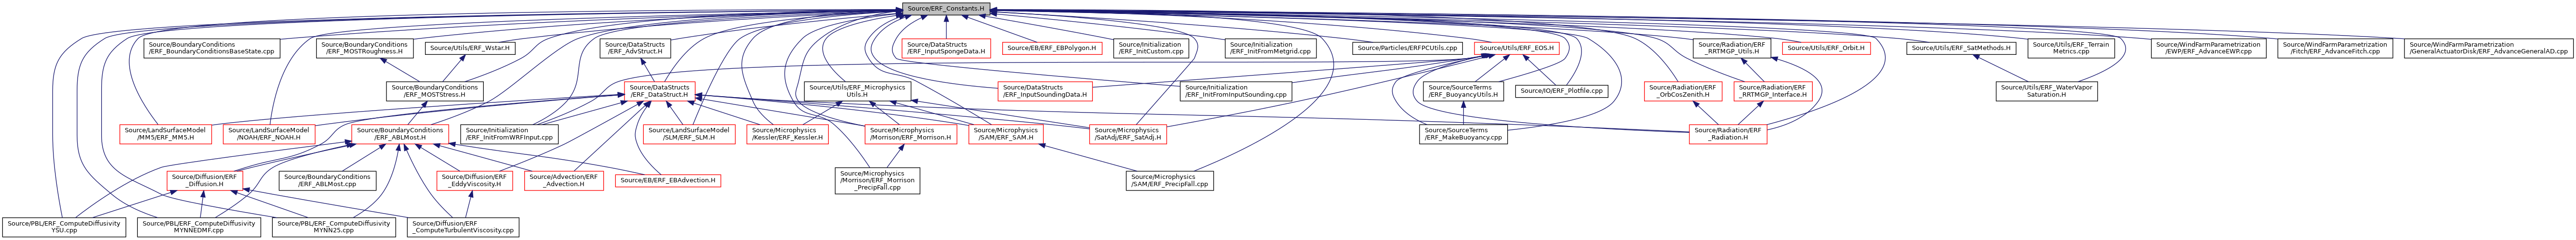 Source/ERF_Constants.H
Source/BoundaryConditions
/ERF_BoundaryConditionsBaseState.cpp
Source/BoundaryConditions
/ERF_MOSTRoughness.H
Source/Utils/ERF_Wstar.H
Source/DataStructs
/ERF_AdvStruct.H
Source/DataStructs
/ERF_InputSpongeData.H
Source/EB/ERF_EBPolygon.H
Source/Initialization
/ERF_InitCustom.cpp
Source/Initialization
/ERF_InitFromMetgrid.cpp
Source/Particles/ERFPCUtils.cpp
Source/Utils/ERF_EOS.H
Source/Radiation/ERF
_RRTMGP_Utils.H
Source/Utils/ERF_Orbit.H
Source/Utils/ERF_SatMethods.H
Source/Utils/ERF_Terrain
Metrics.cpp
Source/WindFarmParametrization
/EWP/ERF_AdvanceEWP.cpp
Source/WindFarmParametrization
/Fitch/ERF_AdvanceFitch.cpp
Source/WindFarmParametrization
/GeneralActuatorDisk/ERF_AdvanceGeneralAD.cpp
Source/BoundaryConditions
/ERF_MOSTStress.H
Source/DataStructs
/ERF_DataStruct.H
Source/Utils/ERF_Microphysics
Utils.H
Source/DataStructs
/ERF_InputSoundingData.H
Source/Initialization
/ERF_InitFromInputSounding.cpp
Source/SourceTerms
/ERF_BuoyancyUtils.H
Source/IO/ERF_Plotfile.cpp
Source/Radiation/ERF
_OrbCosZenith.H
Source/Radiation/ERF
_RRTMGP_Interface.H
Source/Utils/ERF_WaterVapor
Saturation.H
Source/LandSurfaceModel
/MM5/ERF_MM5.H
Source/LandSurfaceModel
/NOAH/ERF_NOAH.H
Source/BoundaryConditions
/ERF_ABLMost.H
Source/Initialization
/ERF_InitFromWRFInput.cpp
Source/LandSurfaceModel
/SLM/ERF_SLM.H
Source/Microphysics
/Kessler/ERF_Kessler.H
Source/Microphysics
/Morrison/ERF_Morrison.H
Source/Microphysics
/SAM/ERF_SAM.H
Source/Microphysics
/SatAdj/ERF_SatAdj.H
Source/SourceTerms
/ERF_MakeBuoyancy.cpp
Source/Radiation/ERF
_Radiation.H
Source/Diffusion/ERF
_Diffusion.H
Source/BoundaryConditions
/ERF_ABLMost.cpp
Source/Diffusion/ERF
_EddyViscosity.H
Source/Advection/ERF
_Advection.H
Source/EB/ERF_EBAdvection.H
Source/Microphysics
/Morrison/ERF_Morrison
_PrecipFall.cpp
Source/Microphysics
/SAM/ERF_PrecipFall.cpp
Source/PBL/ERF_ComputeDiffusivity
YSU.cpp
Source/PBL/ERF_ComputeDiffusivity
MYNNEDMF.cpp
Source/PBL/ERF_ComputeDiffusivity
MYNN25.cpp
Source/Diffusion/ERF
_ComputeTurbulentViscosity.cpp